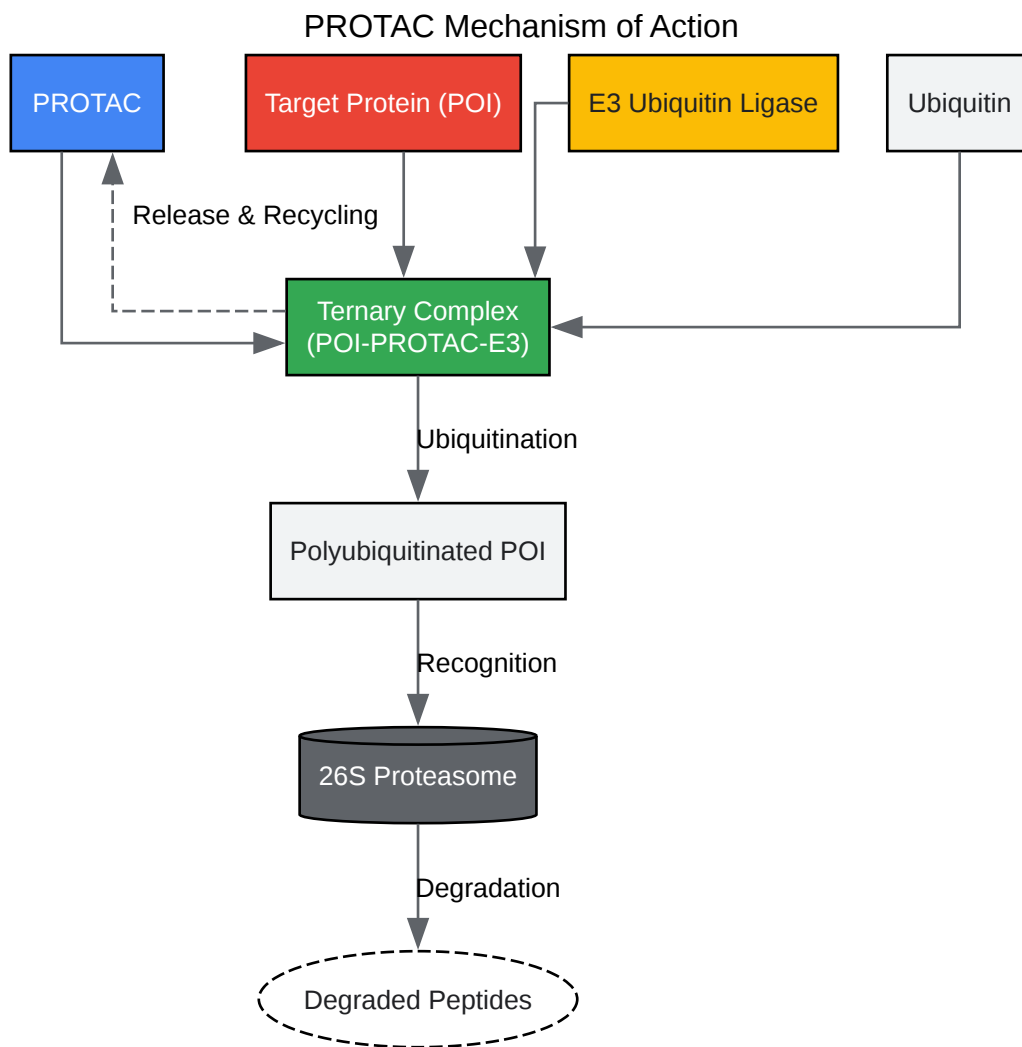 PROTAC Mechanism of Action
PROTAC
Target Protein (POI)
E3 Ubiquitin Ligase
Ubiquitin
Release & Recycling
Ternary Complex
(POI-PROTAC-E3)
Ubiquitination
Polyubiquitinated POI
Recognition
26S Proteasome
Degradation
Degraded Peptides